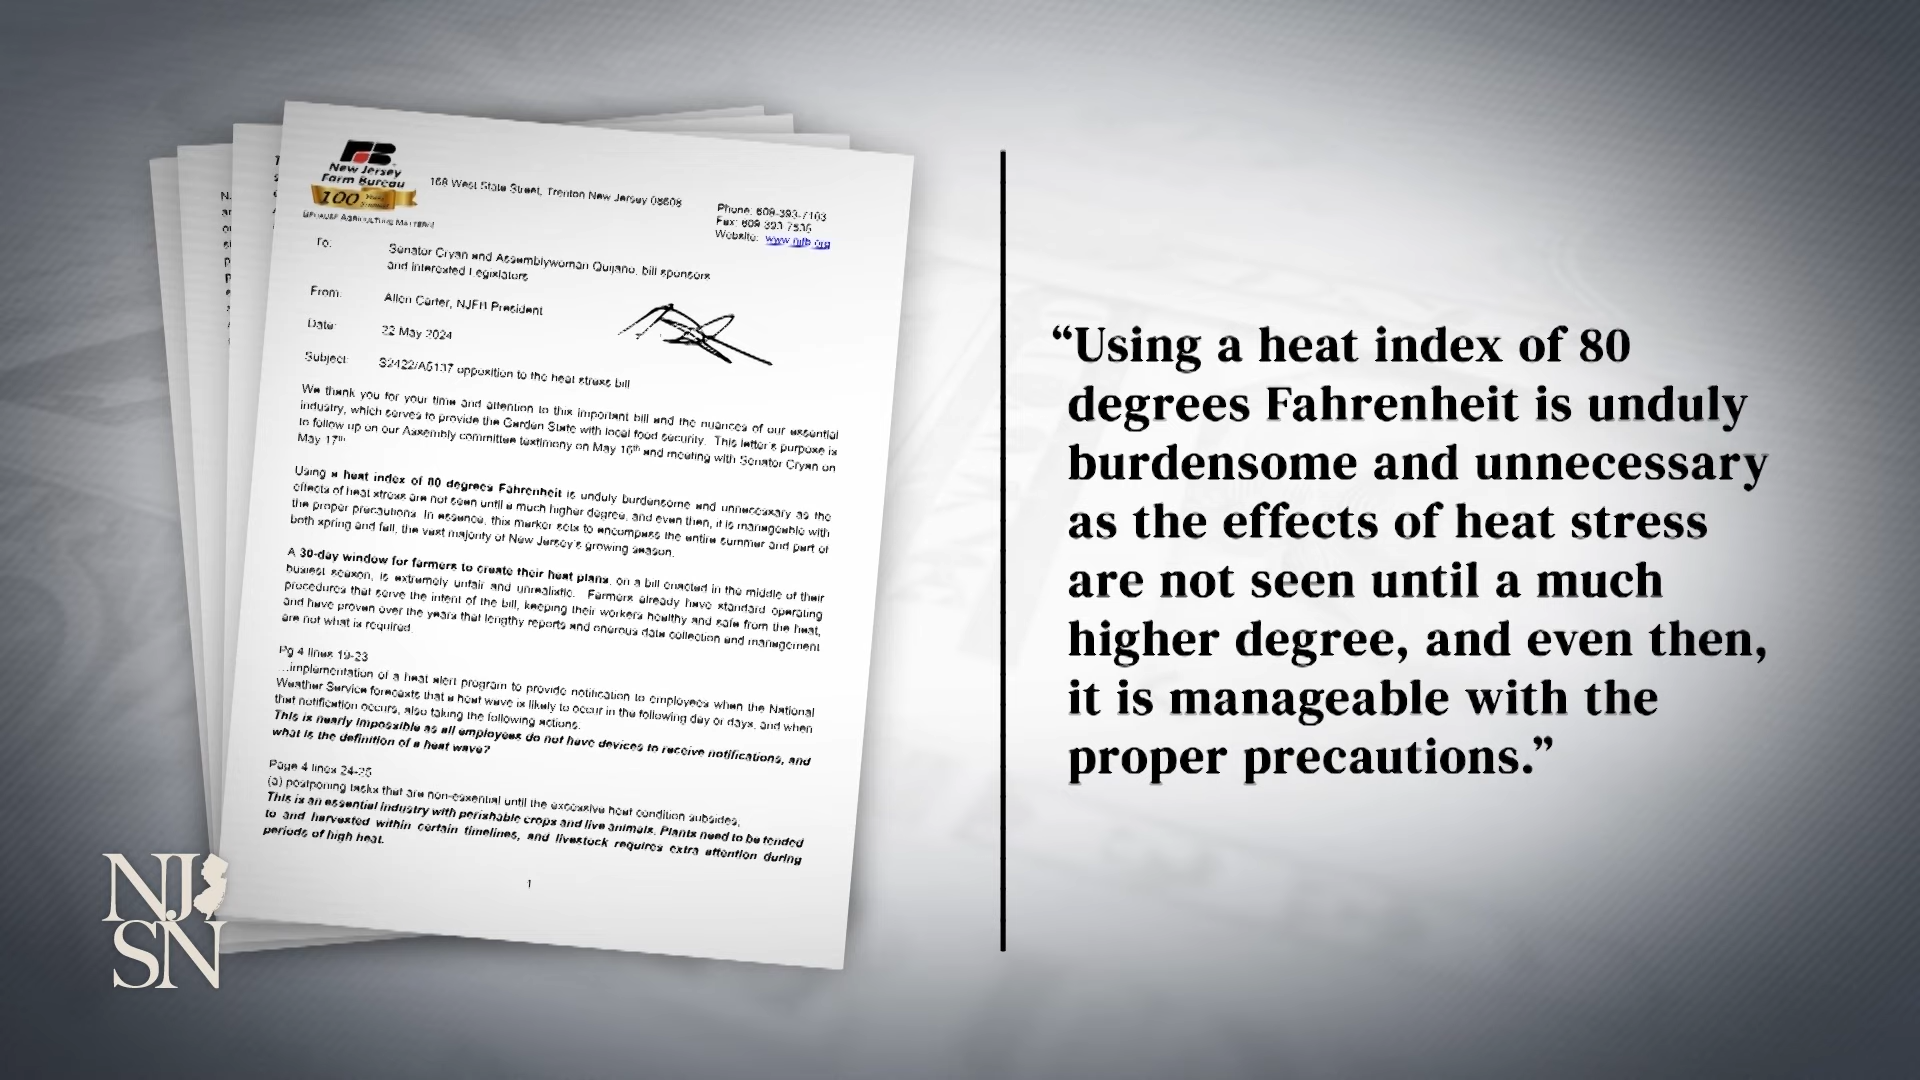 New Jersey
Farm Bureau
100 Years
BECAUSE AGRICULTURE MATTERS!
168 West State Street, Trenton New Jersey 08608
Phone: 609-393-7163
Fax: 609-393-7536
Website: www.njfb.org
To: Senator Cryan and Assemblywoman Quijano, bill sponsors
and interested Legislators
From: Allen Carter, NJFB President
Date: 22 May 2024
Subject: S2422/A5137 opposition to the heat stress bill
We thank you for your time and attention to this important bill and the nuances of our essential
industry, which serves to provide the Garden State with local food security. This letter's purpose is
to follow up on our Assembly committee testimony on May 16th and meeting with Senator Cryan on
May 17th.
Using a heat index of 80 degrees Fahrenheit is unduly burdensome and unnecessary as the
effects of heat stress are not seen until a much higher degree, and even then, it is manageable with
the proper precautions. In essence, this marker sets to encompass the entire summer and part of
both spring and fall, the vast majority of New Jersey's growing season.
A 30-day window for farmers to create their heat plans, on a bill enacted in the middle of their
busiest season, is extremely unfair and unrealistic. Farmers already have standard operating
procedures that serve the intent of the bill, keeping their workers healthy and safe from the heat,
and have proven over the years that lengthy reports and onerous data collection and management
are not what is required.
Pg 4 lines 19-23
...implementation of a heat alert program to provide notification to employees when the National
Weather Service forecasts that a heat wave is likely to occur in the following day or days, and when
that notification occurs, also taking the following actions:
This is nearly impossible as all employees do not have devices to receive notifications, and
what is the definition of a heat wave?
Page 4 lines 24-25
(a) postponing tasks that are non-essential until the excessive heat condition subsides;
This is an essential industry with perishable crops and live animals. Plants need to be tended
to and harvested within certain timelines, and livestock requires extra attention during
periods of high heat.
1
“Using a heat index of 80
degrees Fahrenheit is unduly
burdensome and unnecessary
as the effects of heat stress
are not seen until a much
higher degree, and even then,
it is manageable with the
proper precautions.”
NJ
SN